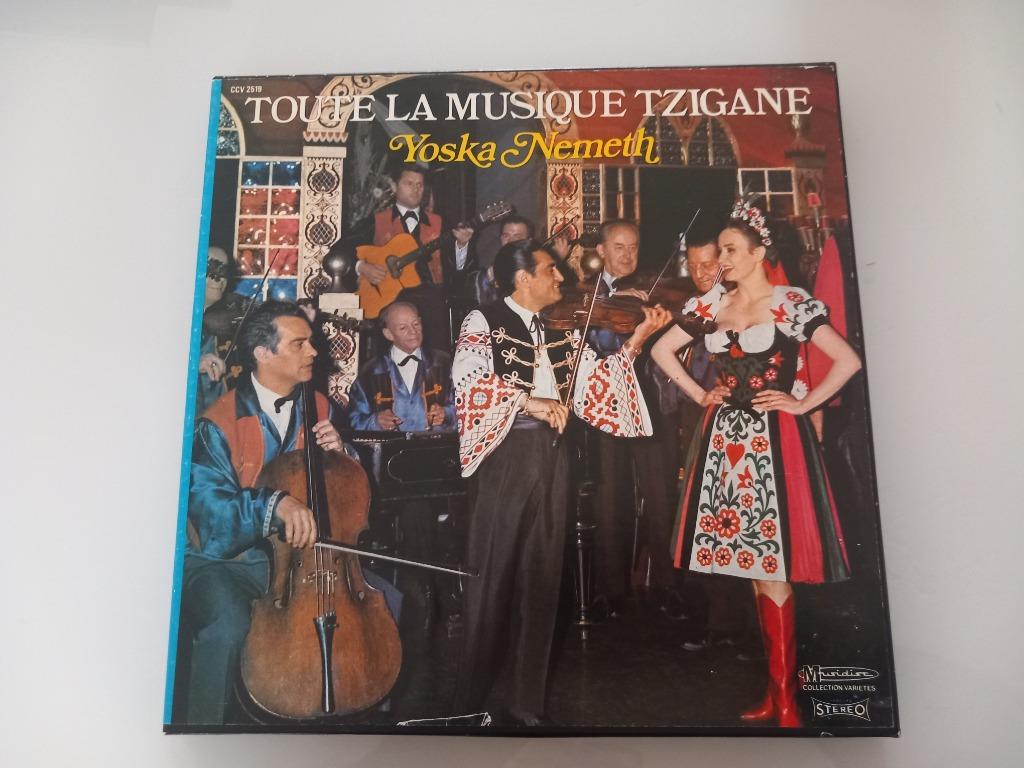 CCV 2519
TOUTE LA MUSIQUE TZIGANE
Yoska Nemeth
Musidisc
COLLECTION VARIETES
STEREO